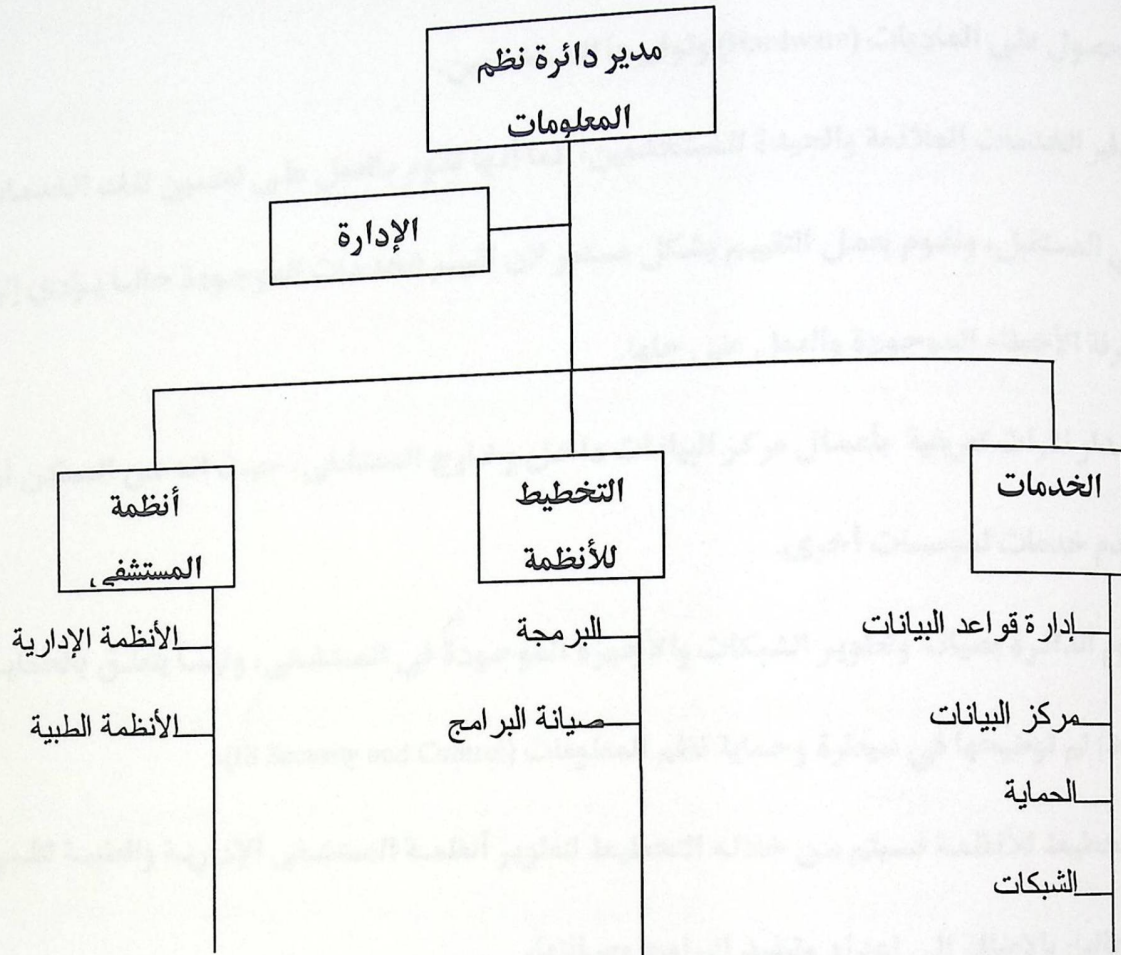 مدير دائرة نظم
المعلومات
الإدارة
الخدمات
إدارة قواعد البيانات
مركز البيانات
الحماية
الشبكات
التخطيط
للأنظمة
البرمجة
صيانة البرامج
أنظمة
المستشفى
الأنظمة الإدارية
الأنظمة الطبية